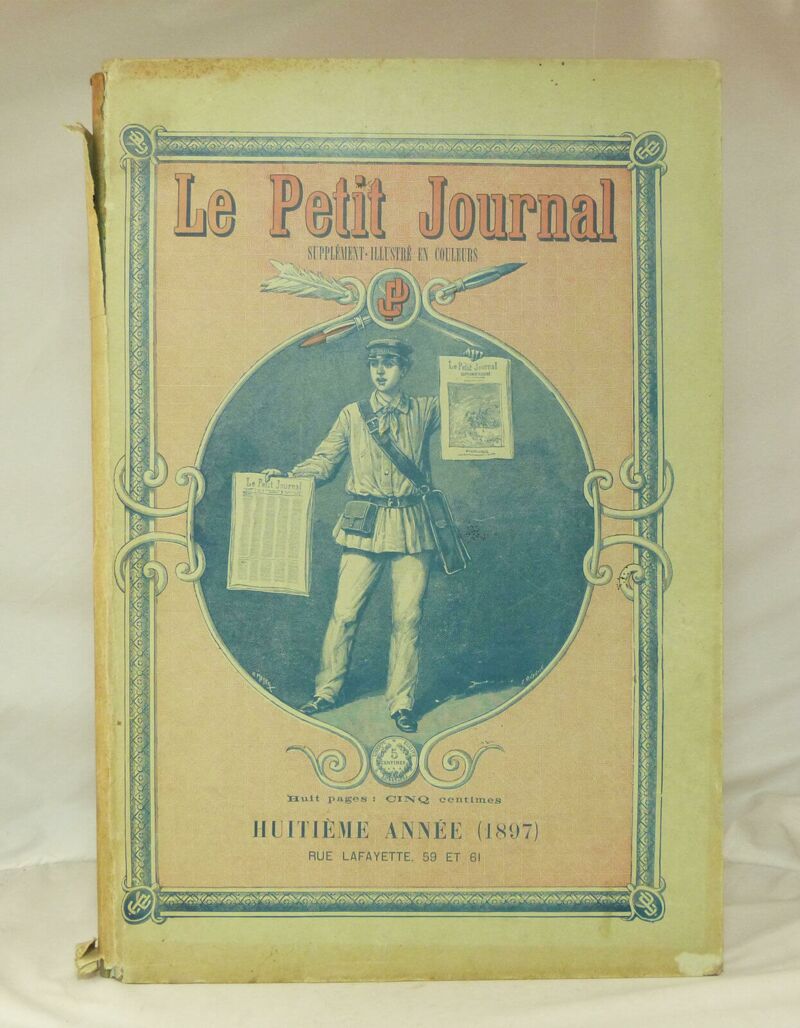 Le Petit Journal
SUPPLÉMENT-ILLUSTRÉ EN COULEURS
PJ
Le Petit Journal
Le Petit Journal
5
CENTIMES
Huit pages : CINQ centimes
HUITIÈME ANNÉE (1897)
RUE LAFAYETTE, 59 ET 61